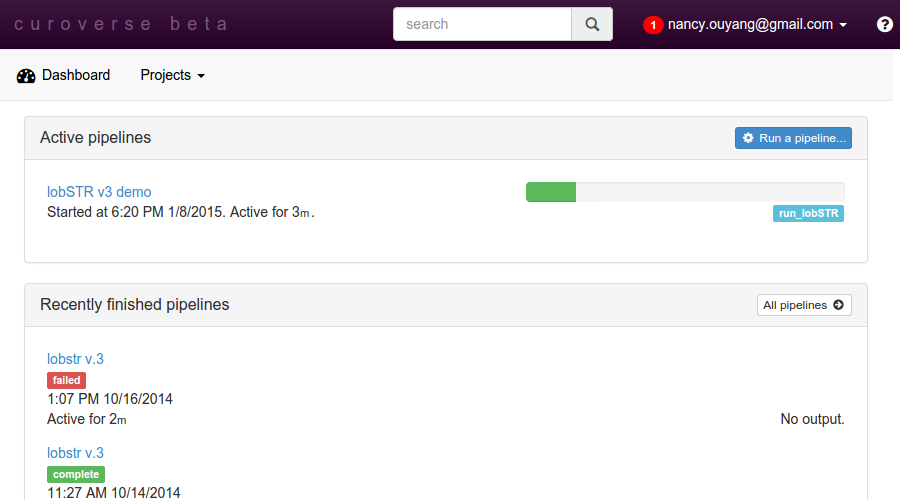 curoverse beta search 1 nancy.ouyang@gmail.com ?
Dashboard Projects
Active pipelines Run a pipeline...
lobSTR v3 demo
Started at 6:20 PM 1/8/2015. Active for 3m.
run_lobSTR
Recently finished pipelines All pipelines
lobstr v.3
failed
1:07 PM 10/16/2014
Active for 2m No output.
lobstr v.3
complete
11:27 AM 10/14/2014